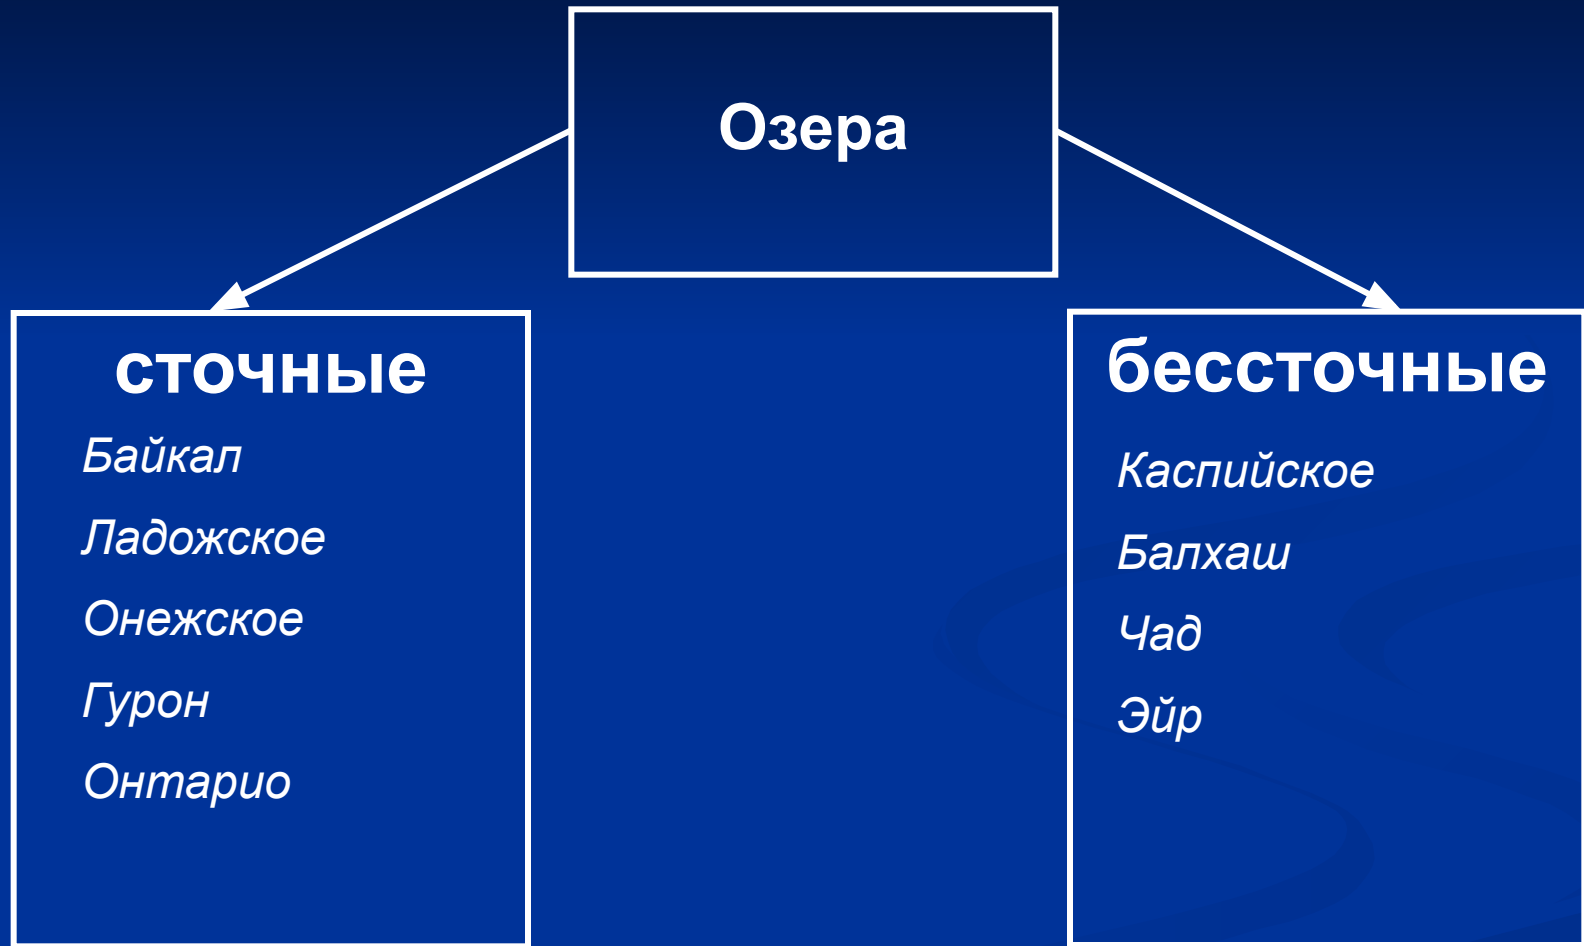 Озера
сточные
Байкал
Ладожское
Онежское
Гурон
Онтарио
бессточные
Каспийское
Балхаш
Чад
Эйр